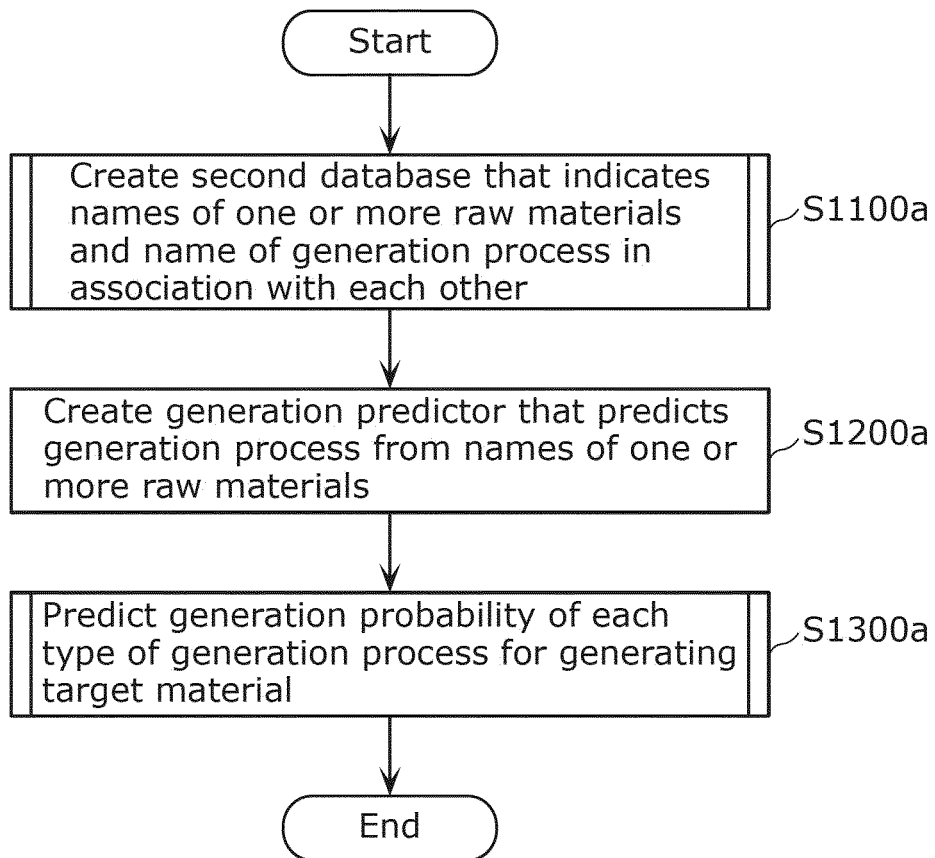 Start
Create second database that indicates
names of one or more raw materials
and name of generation process in
association with each other
S1100a
Create generation predictor that predicts
generation process from names of one or
more raw materials
S1200a
Predict generation probability of each
type of generation process for generating
target material
S1300a
End